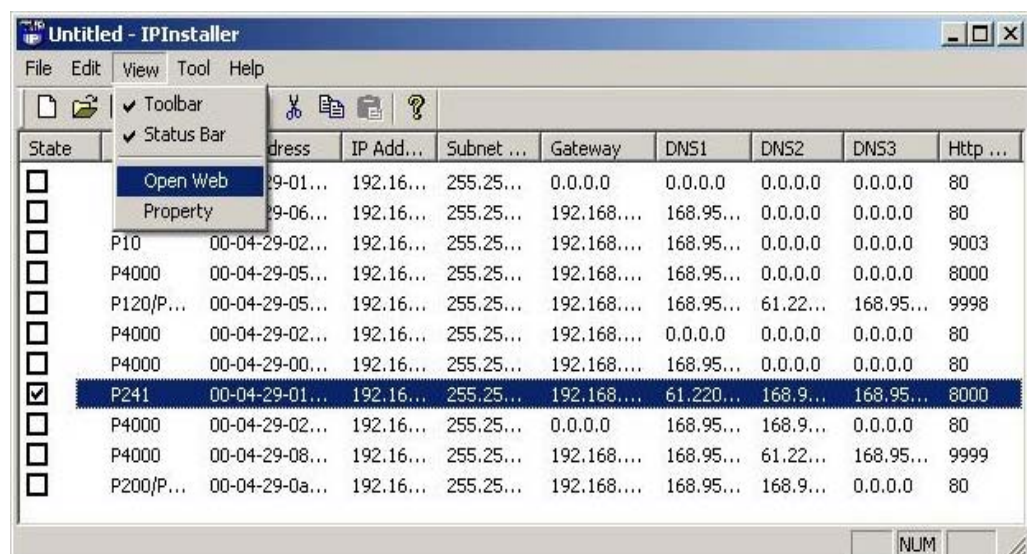 Untitled - IPInstaller
File Edit View Tool Help
Toolbar
Status Bar
Open Web
Property
State dress IP Add... Subnet ... Gateway DNS1 DNS2 DNS3 Http ...
29-01... 192.16... 255.25... 0.0.0.0 0.0.0.0 0.0.0.0 0.0.0.0 80
29-06... 192.16... 255.25... 192.168.... 168.95... 0.0.0.0 0.0.0.0 80
P10 00-04-29-02... 192.16... 255.25... 192.168.... 168.95... 0.0.0.0 0.0.0.0 9003
P4000 00-04-29-05... 192.16... 255.25... 192.168.... 168.95... 0.0.0.0 0.0.0.0 8000
P120/P... 00-04-29-05... 192.16... 255.25... 192.168.... 168.95... 61.22... 168.95... 9998
P4000 00-04-29-02... 192.16... 255.25... 192.168.... 0.0.0.0 0.0.0.0 0.0.0.0 80
P4000 00-04-29-00... 192.16... 255.25... 192.168.... 168.95... 0.0.0.0 0.0.0.0 80
P241 00-04-29-01... 192.16... 255.25... 192.168.... 61.220... 168.9... 168.95... 8000
P4000 00-04-29-02... 192.16... 255.25... 0.0.0.0 168.95... 168.9... 0.0.0.0 80
P4000 00-04-29-08... 192.16... 255.25... 192.168.... 168.95... 61.22... 168.95... 9999
P200/P... 00-04-29-0a... 192.16... 255.25... 192.168.... 168.95... 168.9... 0.0.0.0 80
NUM